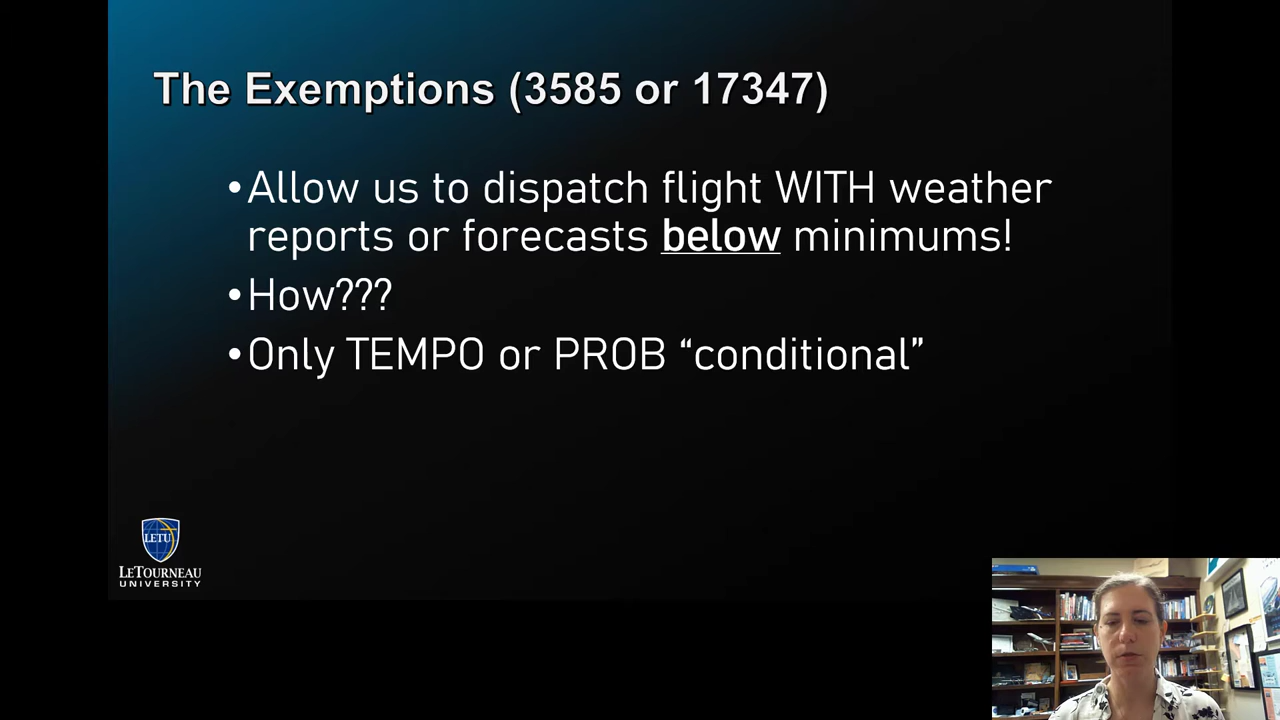 The Exemptions (3585 or 17347)
•Allow us to dispatch flight WITH weather
reports or forecasts below minimums!
•How???
•Only TEMPO or PROB “conditional”
LETU
LETOURNEAU
UNIVERSITY